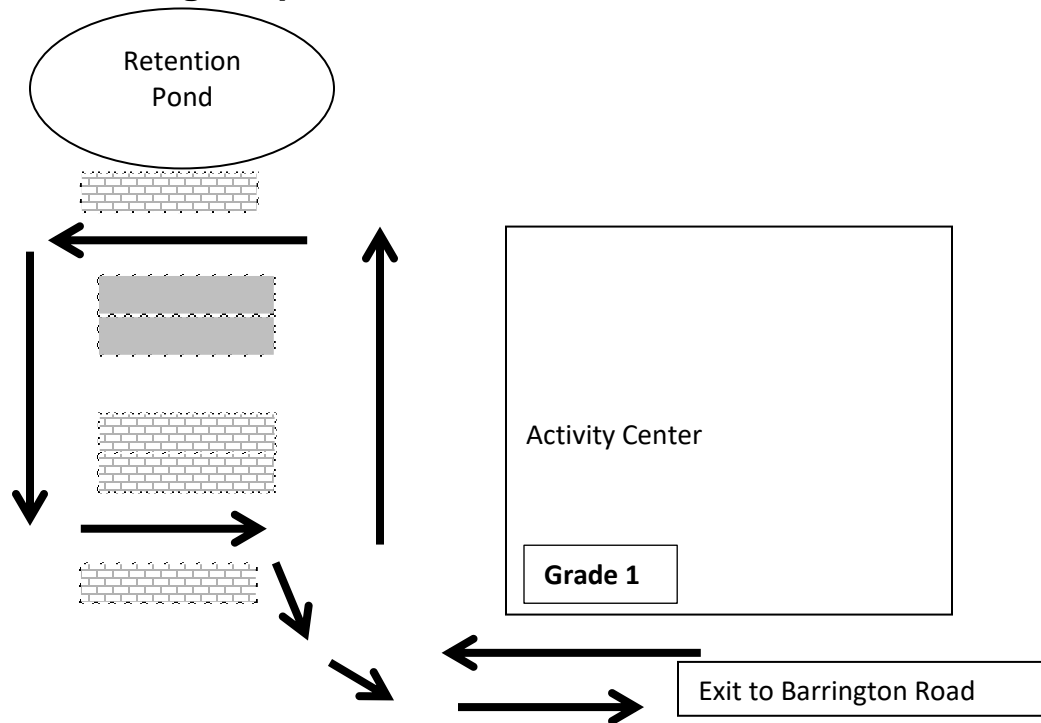 Retention
Pond
Activity Center
Grade 1
Exit to Barrington Road